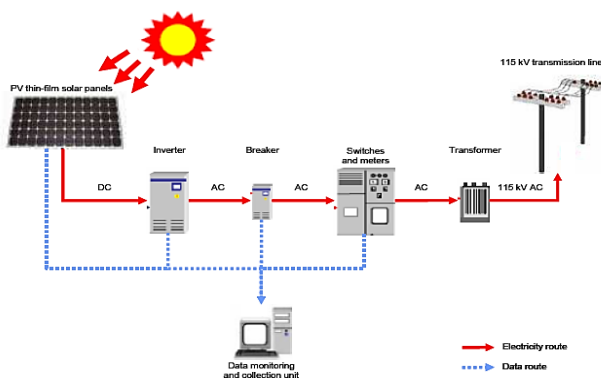 115 kV transmission line
PV thin-film solar panels
Inverter
Breaker
Switches
and meters
Transformer
DC
AC
AC
AC
115 kV AC
Data monitoring
and collection unit
Electricity route
Data route